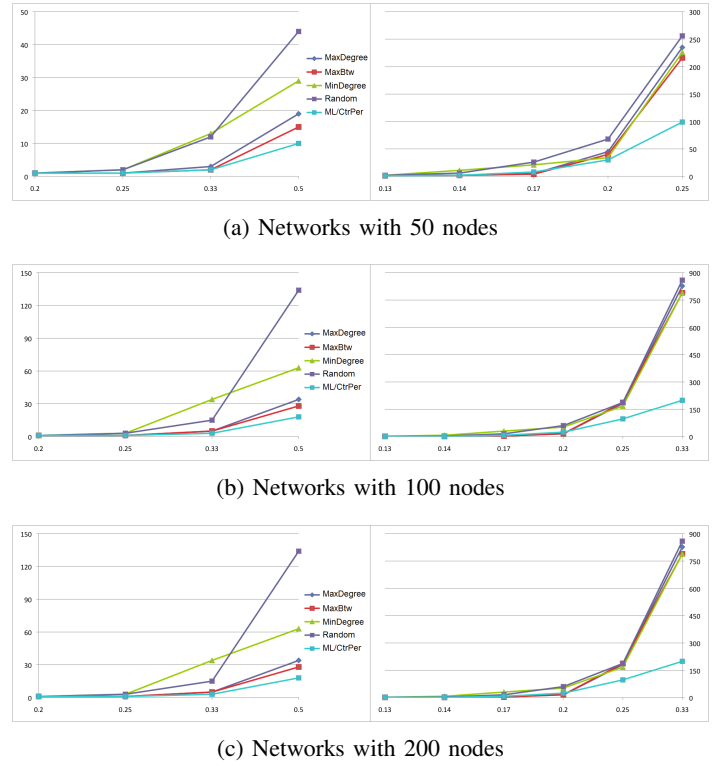 50
40
30
20
10
0
0.2 0.25 0.33 0.5
MaxDegree
MaxBtw
MinDegree
Random
ML/CtrPer
300
250
200
150
100
50
0
0.13 0.14 0.17 0.2 0.25
(a) Networks with 50 nodes
150
120
90
60
30
0
0.2 0.25 0.33 0.5
MaxDegree
MaxBtw
MinDegree
Random
ML/CtrPer
900
750
600
450
300
150
0
0.13 0.14 0.17 0.2 0.25 0.33
(b) Networks with 100 nodes
150
120
90
60
30
0
0.2 0.25 0.33 0.5
MaxDegree
MaxBtw
MinDegree
Random
ML/CtrPer
900
750
600
450
300
150
0
0.13 0.14 0.17 0.2 0.25 0.33
(c) Networks with 200 nodes